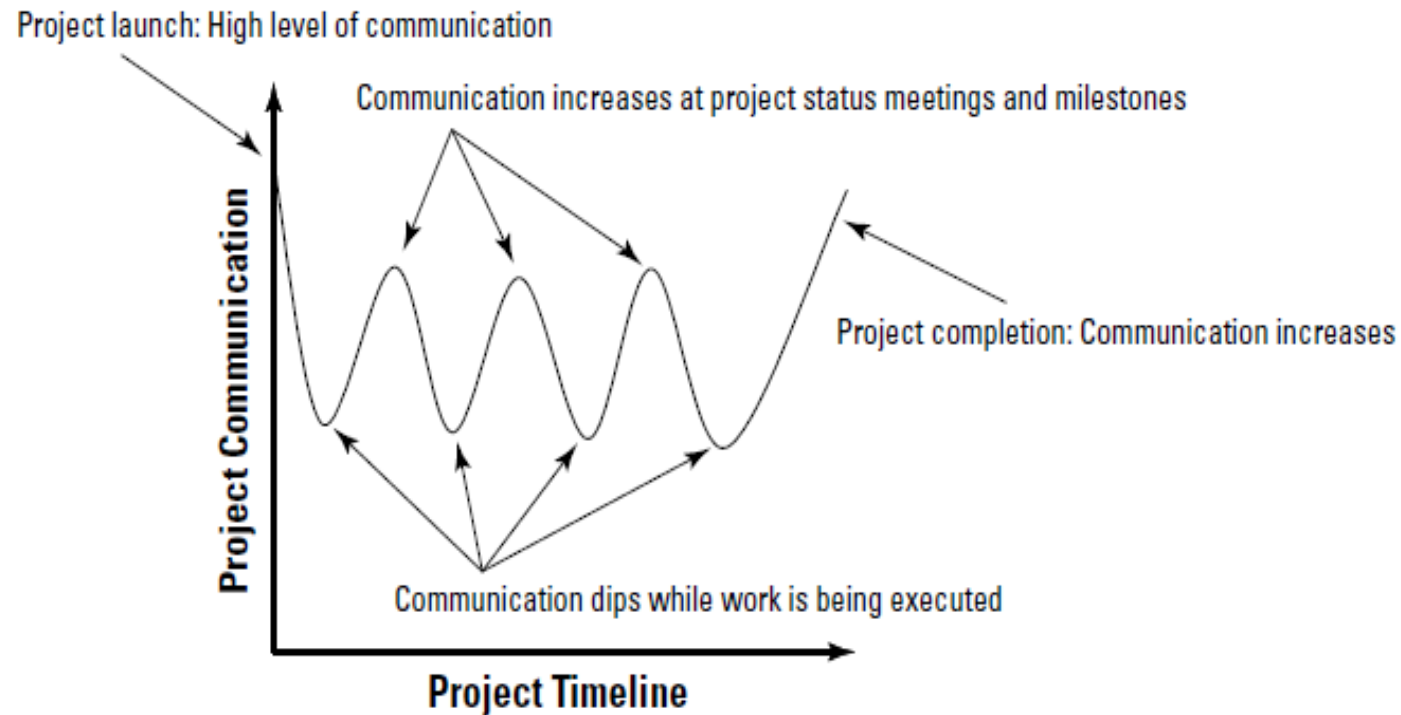 Project launch: High level of communication
Communication increases at project status meetings and milestones
Project Communication
Project completion: Communication increases
Communication dips while work is being executed
Project Timeline